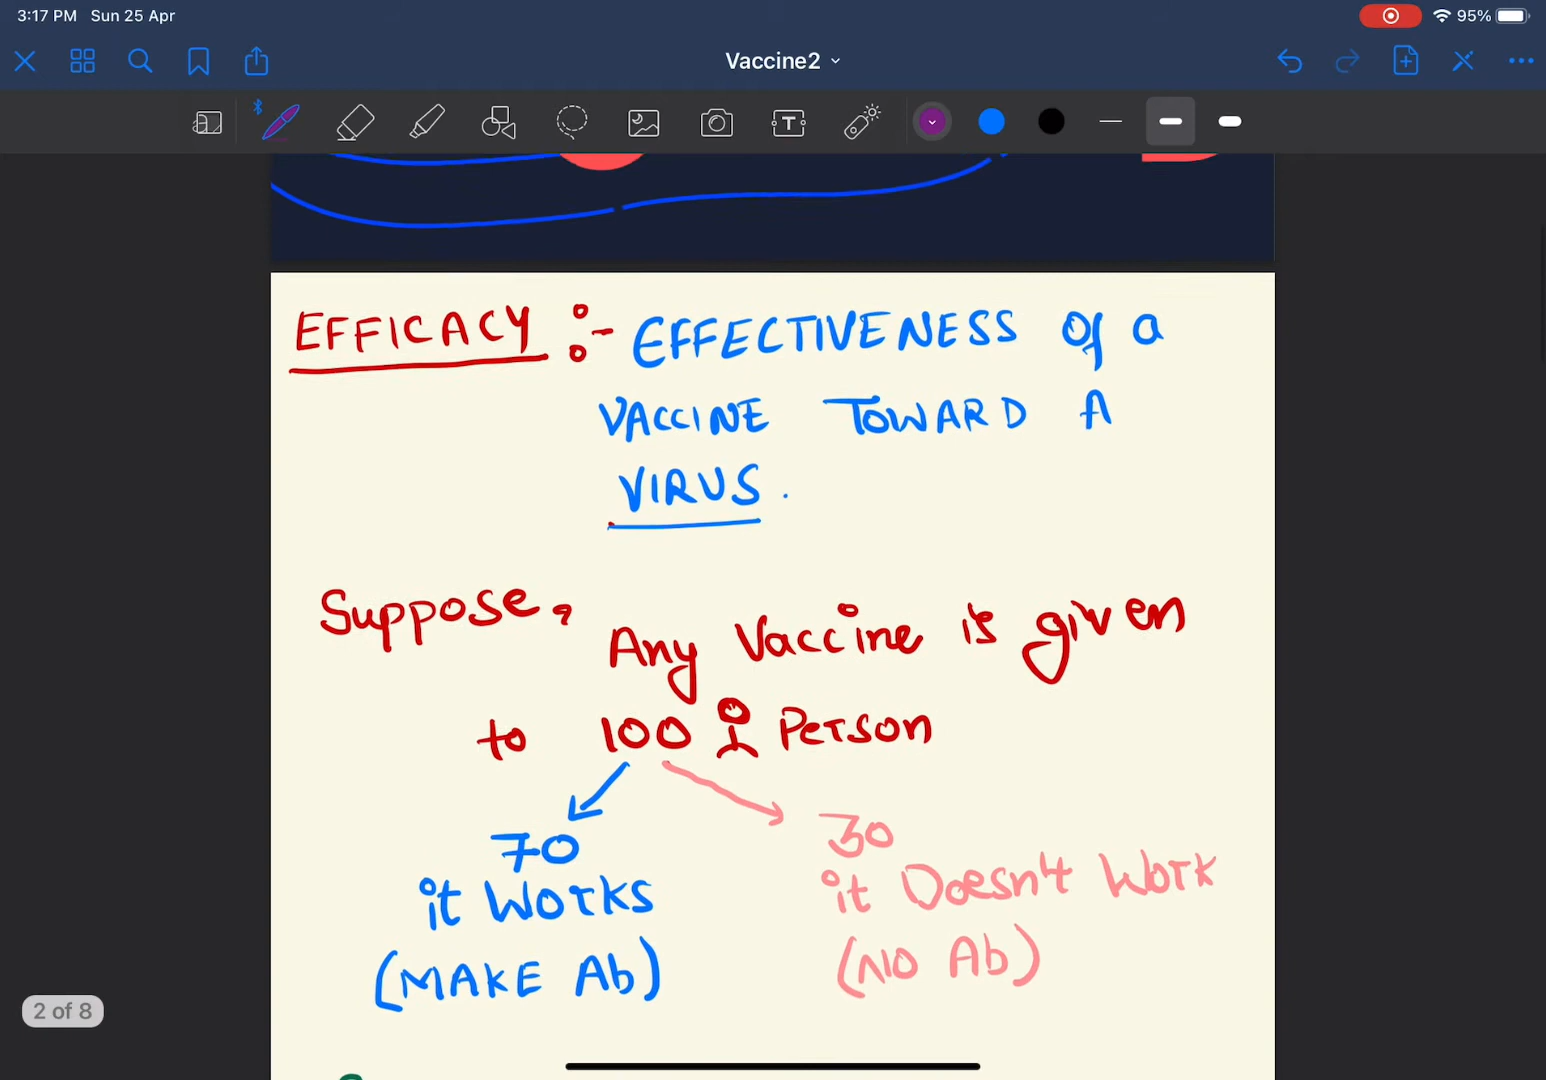 3:17 PM Sun 25 Apr
95%
Vaccine2
T
EFFICACY :- EFFECTIVENESS of a
VACCINE TOWARD A
VIRUS.
Suppose,
Any Vaccine is given
to 100 Person
70
it Works
(MAKE Ab)
30
it Doesn't Work
(NO Ab)
2 of 8